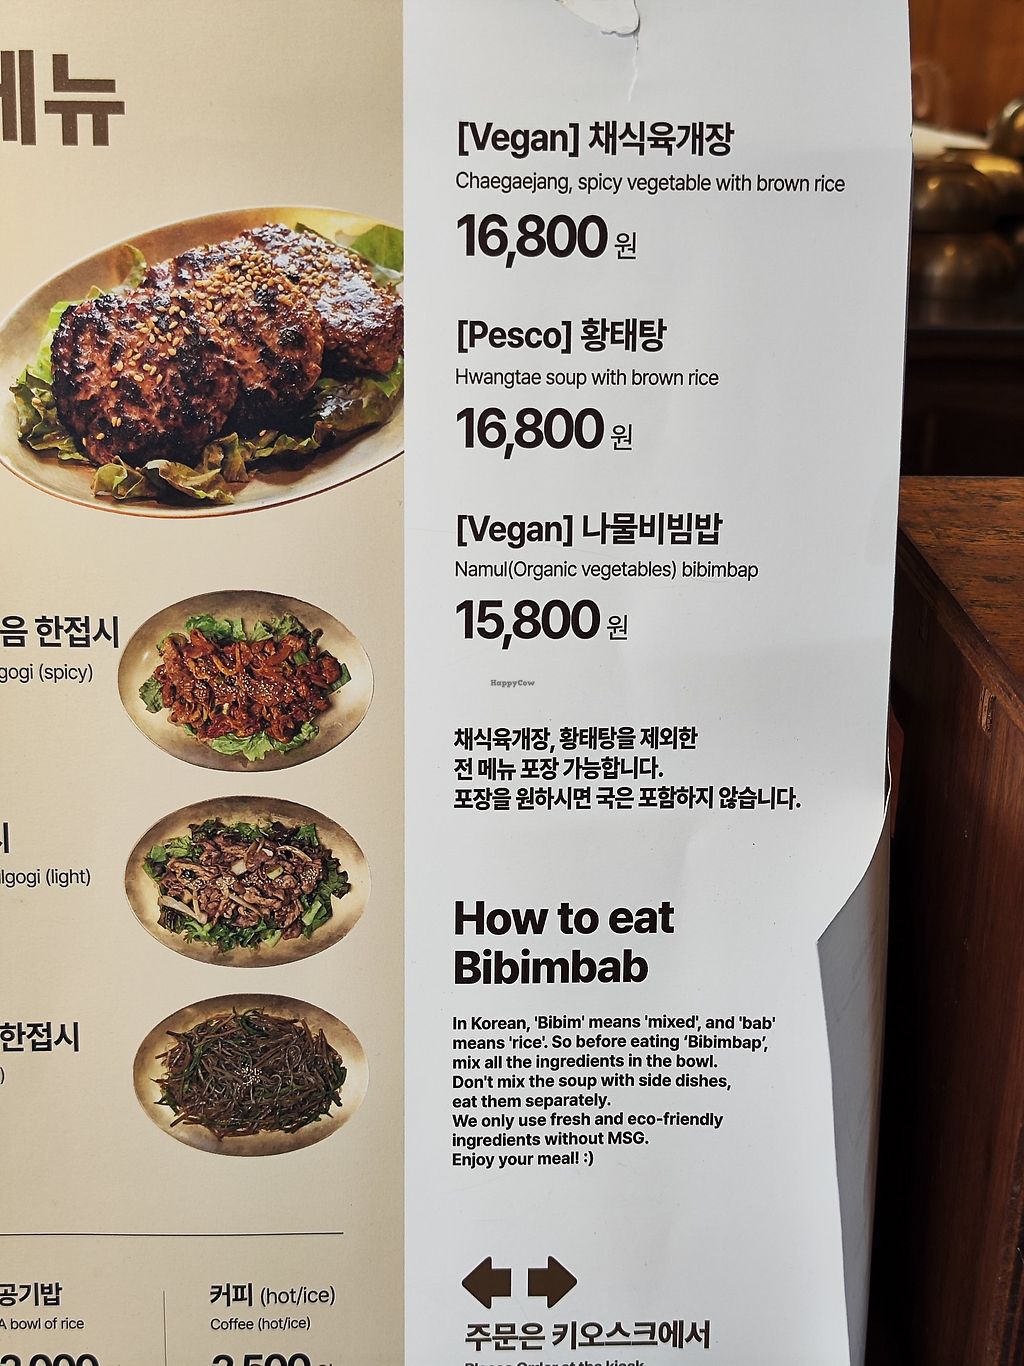 메뉴
음 한접시
gogi (spicy)
시
lgogi (light)
한접시
)
공기밥
A bowl of rice
커피 (hot/ice)
Coffee (hot/ice)
[Vegan] 채식육개장
Chaegaejang, spicy vegetable with brown rice
16,800 원
[Pesco] 황태탕
Hwangtae soup with brown rice
16,800 원
[Vegan] 나물비빔밥
Namul(Organic vegetables) bibimbap
15,800 원
HappyCow
채식육개장, 황태탕을 제외한
전 메뉴 포장 가능합니다.
포장을 원하시면 국은 포함하지 않습니다.
How to eat
Bibimbab
In Korean, 'Bibim' means 'mixed', and 'bab'
means 'rice'. So before eating ‘Bibimbap’,
mix all the ingredients in the bowl.
Don't mix the soup with side dishes,
eat them separately.
We only use fresh and eco-friendly
ingredients without MSG.
Enjoy your meal! :)
주문은 키오스크에서
Please Order at the kiosk